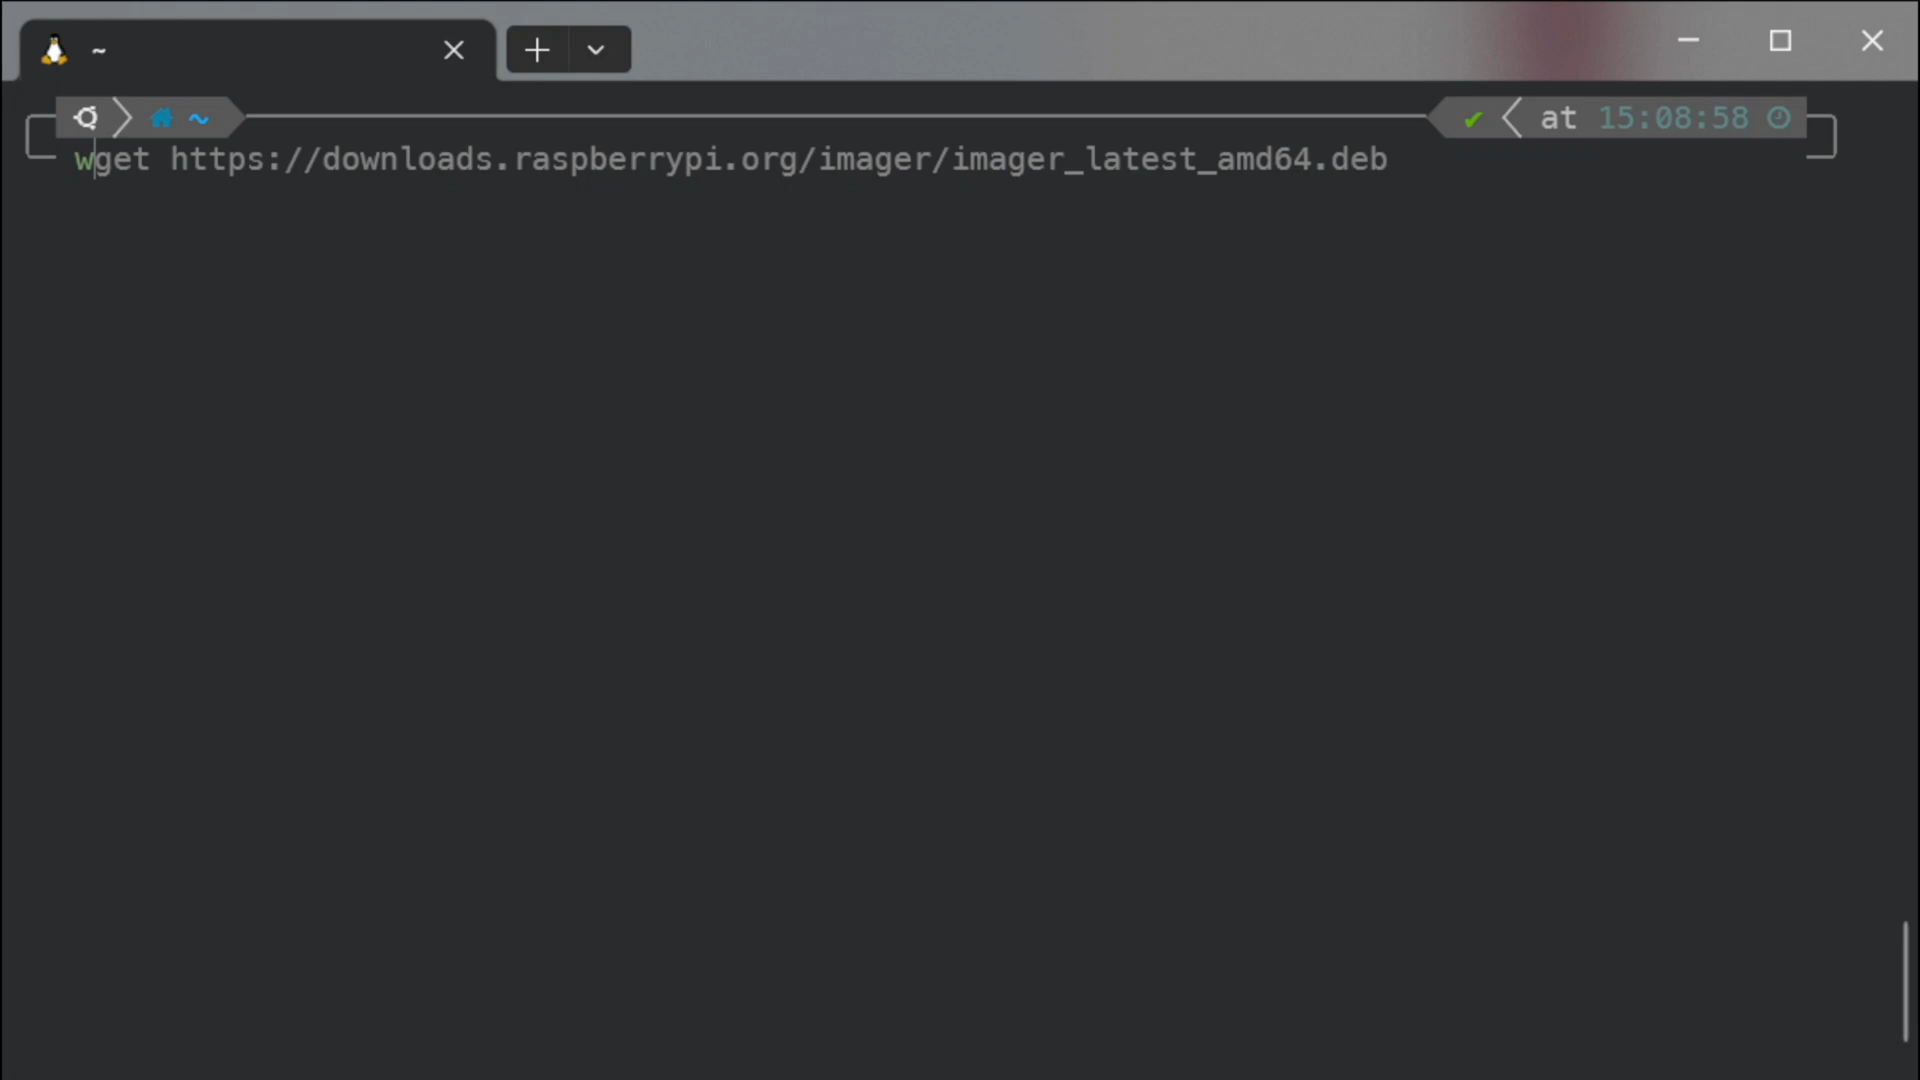 ~
~ ✔ at 15:08:58
wget https://downloads.raspberrypi.org/imager/imager_latest_amd64.deb